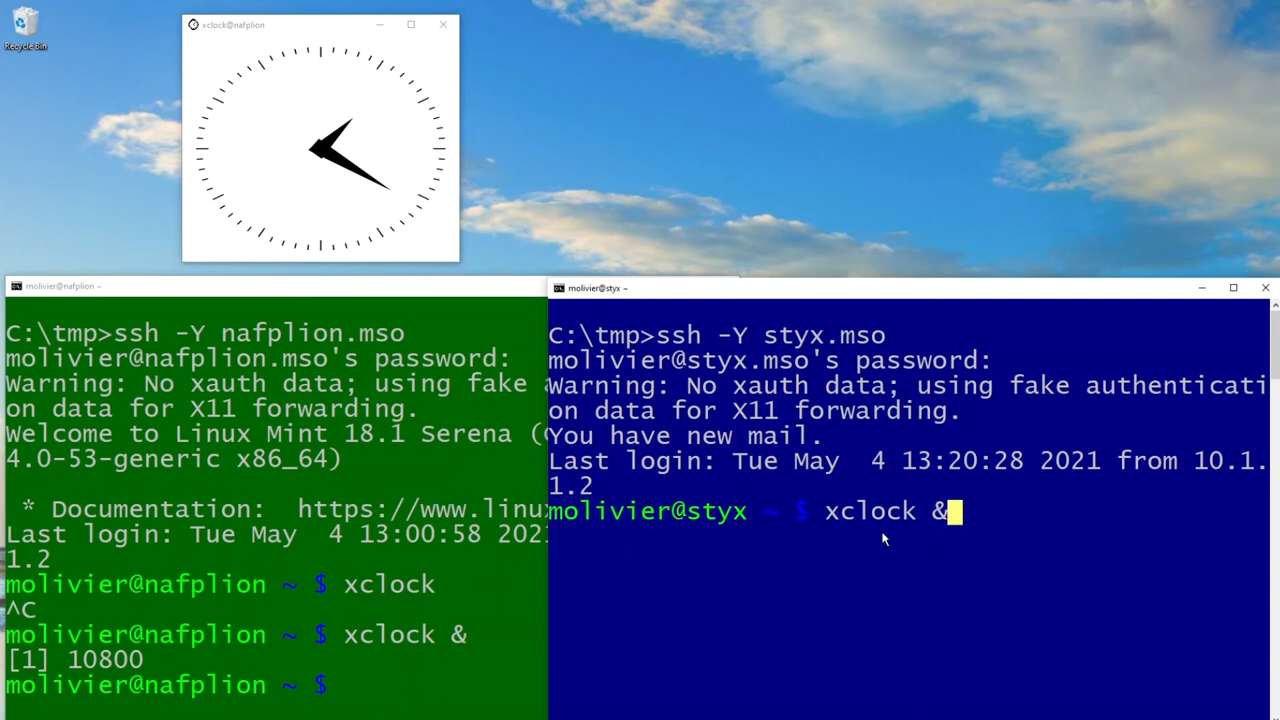 Recycle Bin
xclock@nafplion
molivier@nafplion ~
C:\tmp>ssh -Y nafplion.mso
molivier@nafplion.mso's password:
Warning: No xauth data; using fake a
on data for X11 forwarding.
Welcome to Linux Mint 18.1 Serena (
4.0-53-generic x86_64)
* Documentation:  https://www.linu
Last login: Tue May  4 13:00:58 202
1.2
molivier@nafplion ~ $ xclock
^C
molivier@nafplion ~ $ xclock &
[1] 10800
molivier@nafplion ~ $
molivier@styx ~
C:\tmp>ssh -Y styx.mso
molivier@styx.mso's password:
Warning: No xauth data; using fake authenticati
on data for X11 forwarding.
You have new mail.
Last login: Tue May  4 13:20:28 2021 from 10.1.
1.2
molivier@styx ~ $ xclock &